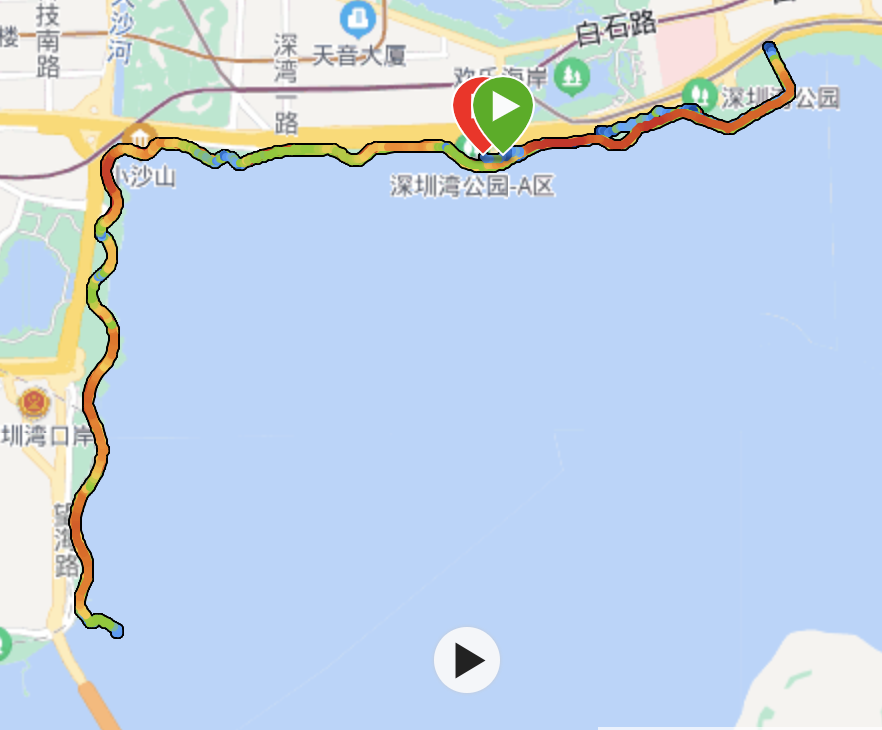 技南路
大沙河
楼
深湾一路
天音大厦
白石路
欢乐海岸
深圳湾公园
小沙山
深圳湾公园-A区
圳湾口岸
望海路